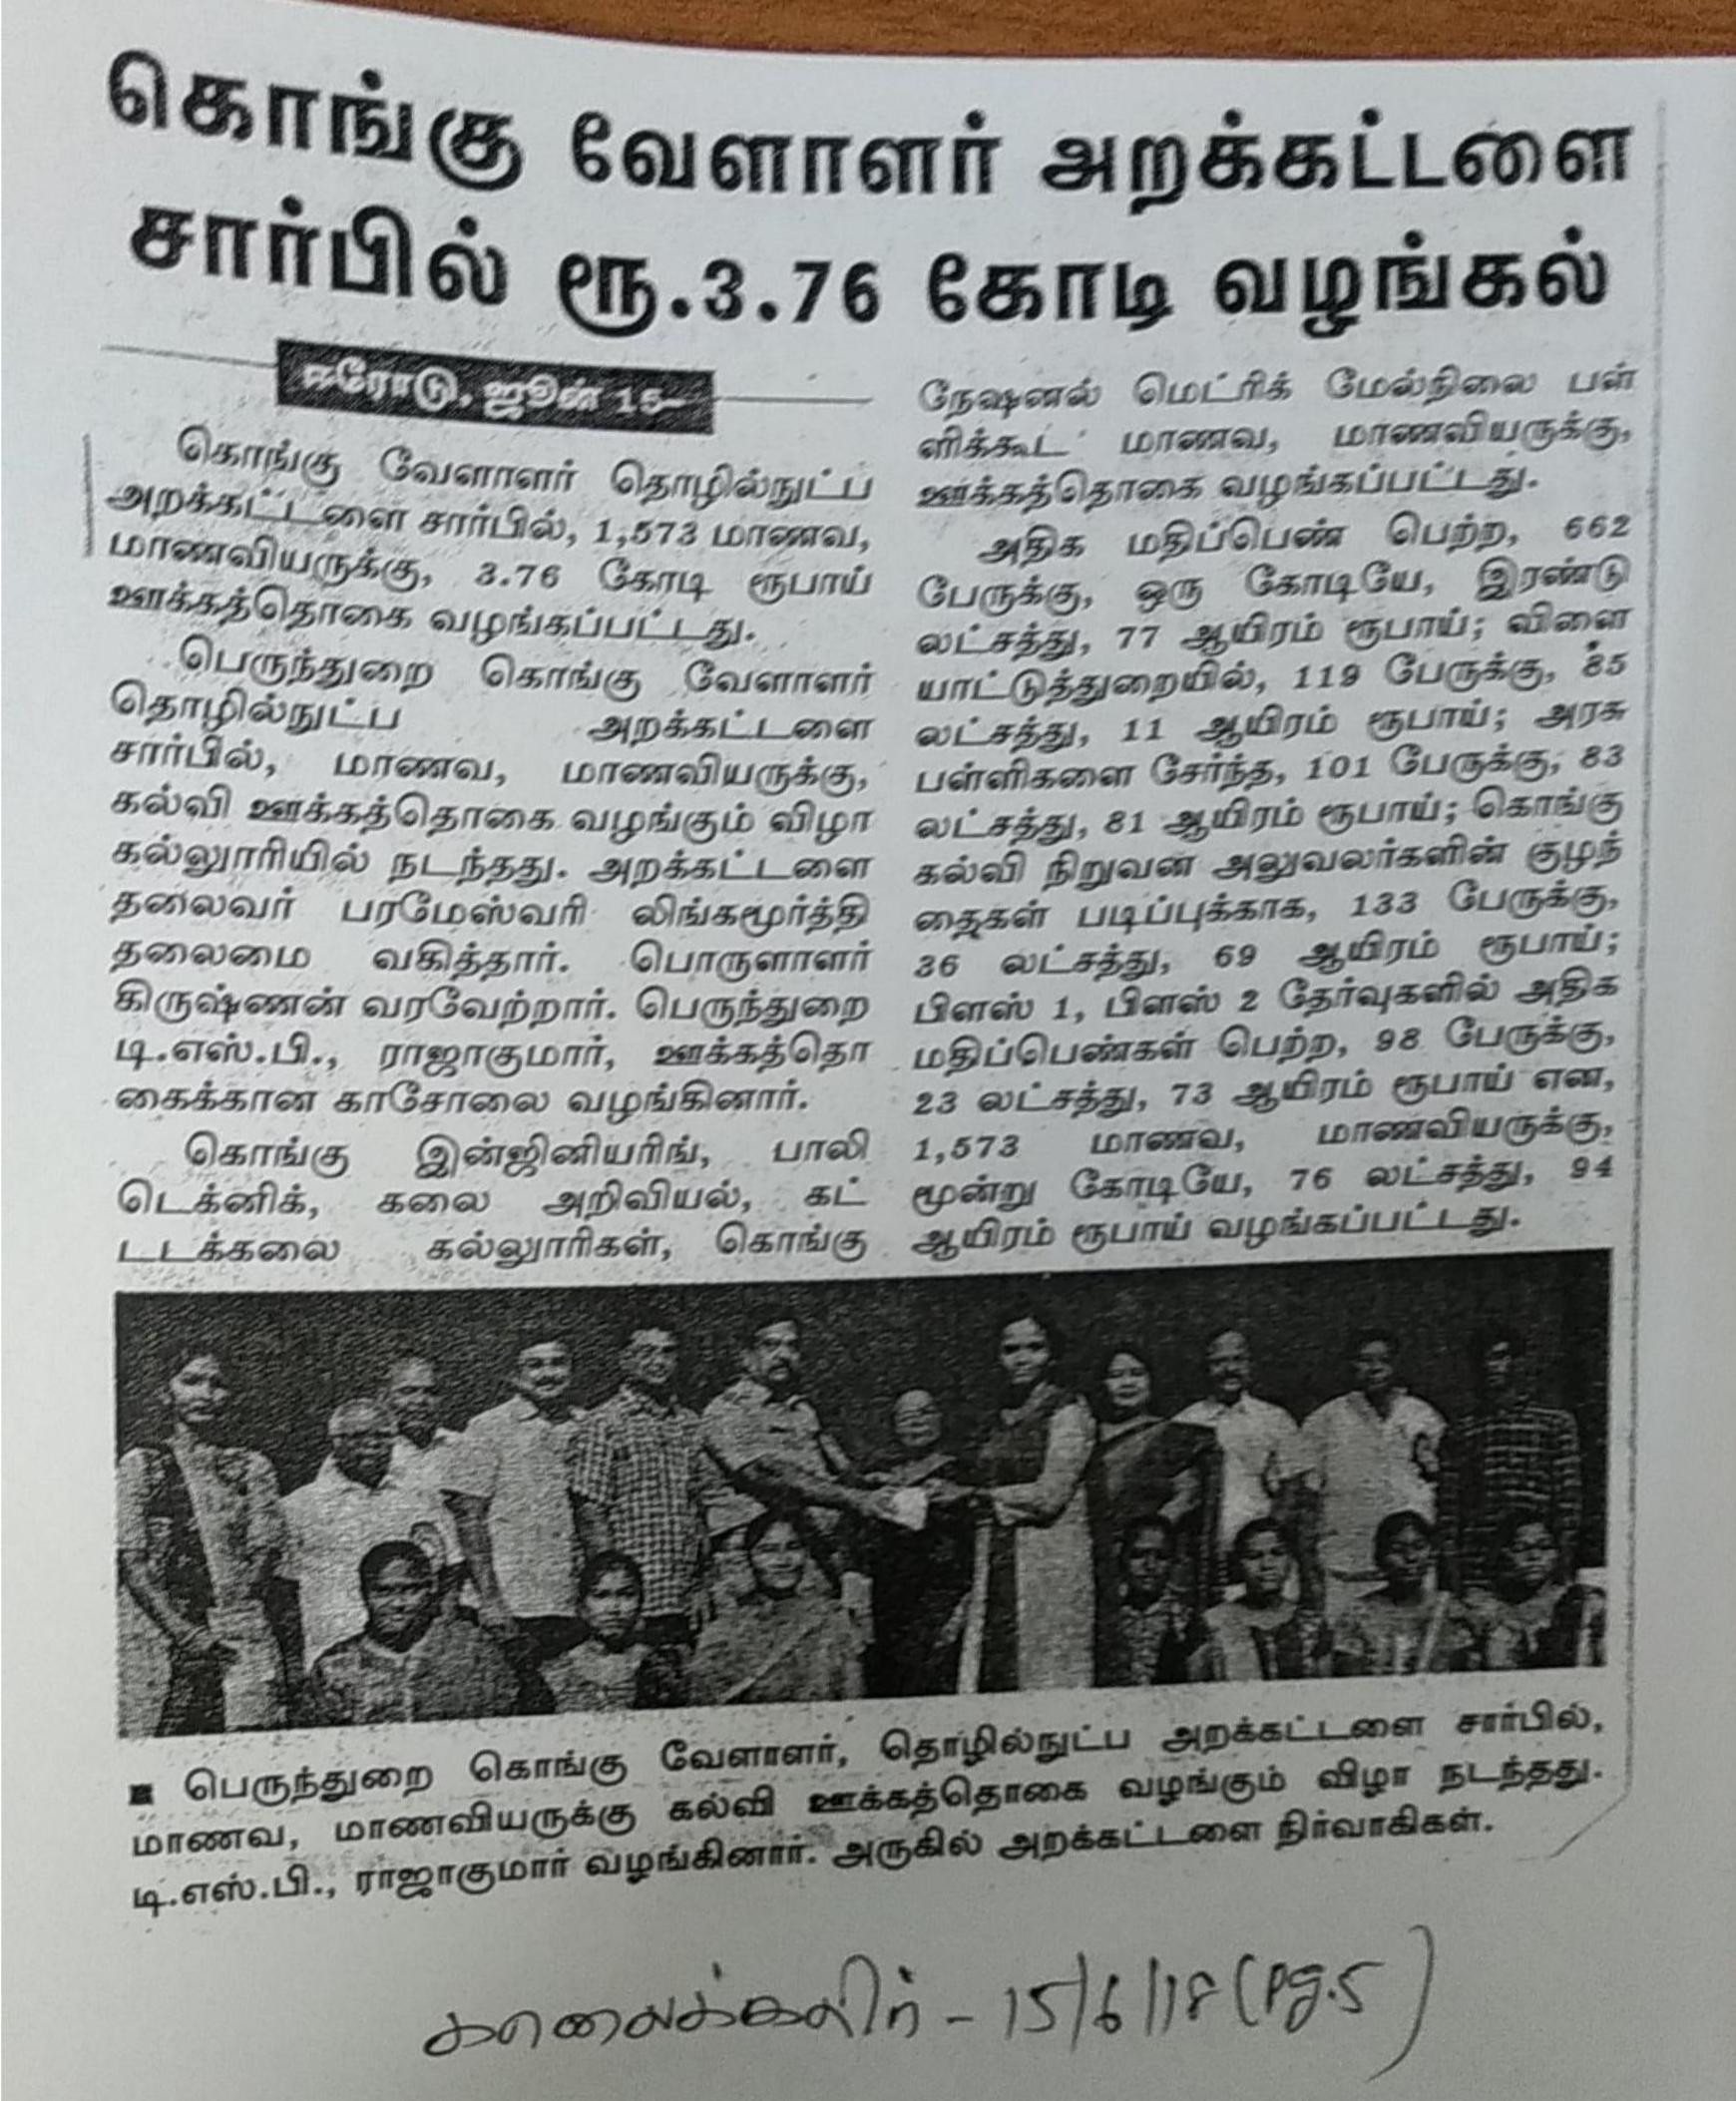 கொங்கு வேளாளர் அறக்கட்டளை
சார்பில் ரூ.3.76 கோடி வழங்கல்
ஈரோடு, ஜூன் 15–
கொங்கு வேளாளர் தொழில்நுட்ப
அறக்கட்டளை சார்பில், 1,573 மாணவ,
மாணவியருக்கு, 3.76 கோடி ரூபாய்
ஊக்கத்தொகை வழங்கப்பட்டது.
பெருந்துறை கொங்கு வேளாளர்
தொழில்நுட்ப அறக்கட்டளை
சார்பில், மாணவ, மாணவியருக்கு,
கல்வி ஊக்கத்தொகை வழங்கும் விழா
கல்லூரியில் நடந்தது. அறக்கட்டளை
தலைவர் பரமேஸ்வரி லிங்கமூர்த்தி
தலைமை வகித்தார். பொருளாளர்
கிருஷ்ணன் வரவேற்றார். பெருந்துறை
டி.எஸ்.பி., ராஜாகுமார், ஊக்கத்தொ
கைக்கான காசோலை வழங்கினார்.
கொங்கு இன்ஜினியரிங், பாலி
டெக்னிக், கலை அறிவியல், கட்
டடக்கலை கல்லூரிகள், கொங்கு
நேஷனல் மெட்ரிக் மேல்நிலை பள்
ளிக்கூட மாணவ, மாணவியருக்கு,
ஊக்கத்தொகை வழங்கப்பட்டது.
அதிக மதிப்பெண் பெற்ற, 662
பேருக்கு, ஒரு கோடியே, இரண்டு
லட்சத்து, 77 ஆயிரம் ரூபாய்; விளை
யாட்டுத்துறையில், 119 பேருக்கு, 85
லட்சத்து, 11 ஆயிரம் ரூபாய்; அரசு
பள்ளிகளை சேர்ந்த, 101 பேருக்கு, 83
லட்சத்து, 81 ஆயிரம் ரூபாய்; கொங்கு
கல்வி நிறுவன அலுவலர்களின் குழந்
தைகள் படிப்புக்காக, 133 பேருக்கு,
36 லட்சத்து, 69 ஆயிரம் ரூபாய்;
பிளஸ் 1, பிளஸ் 2 தேர்வுகளில் அதிக
மதிப்பெண்கள் பெற்ற, 98 பேருக்கு,
23 லட்சத்து, 73 ஆயிரம் ரூபாய் என,
1,573 மாணவ, மாணவியருக்கு,
மூன்று கோடியே, 76 லட்சத்து, 94
ஆயிரம் ரூபாய் வழங்கப்பட்டது.
■ பெருந்துறை கொங்கு வேளாளர், தொழில்நுட்ப அறக்கட்டளை சார்பில்,
மாணவ, மாணவியருக்கு கல்வி ஊக்கத்தொகை வழங்கும் விழா நடந்தது.
டி.எஸ்.பி., ராஜாகுமார் வழங்கினார். அருகில் அறக்கட்டளை நிர்வாகிகள்.
காலைக்கதிர் - 15/6/18 (Pg.5)